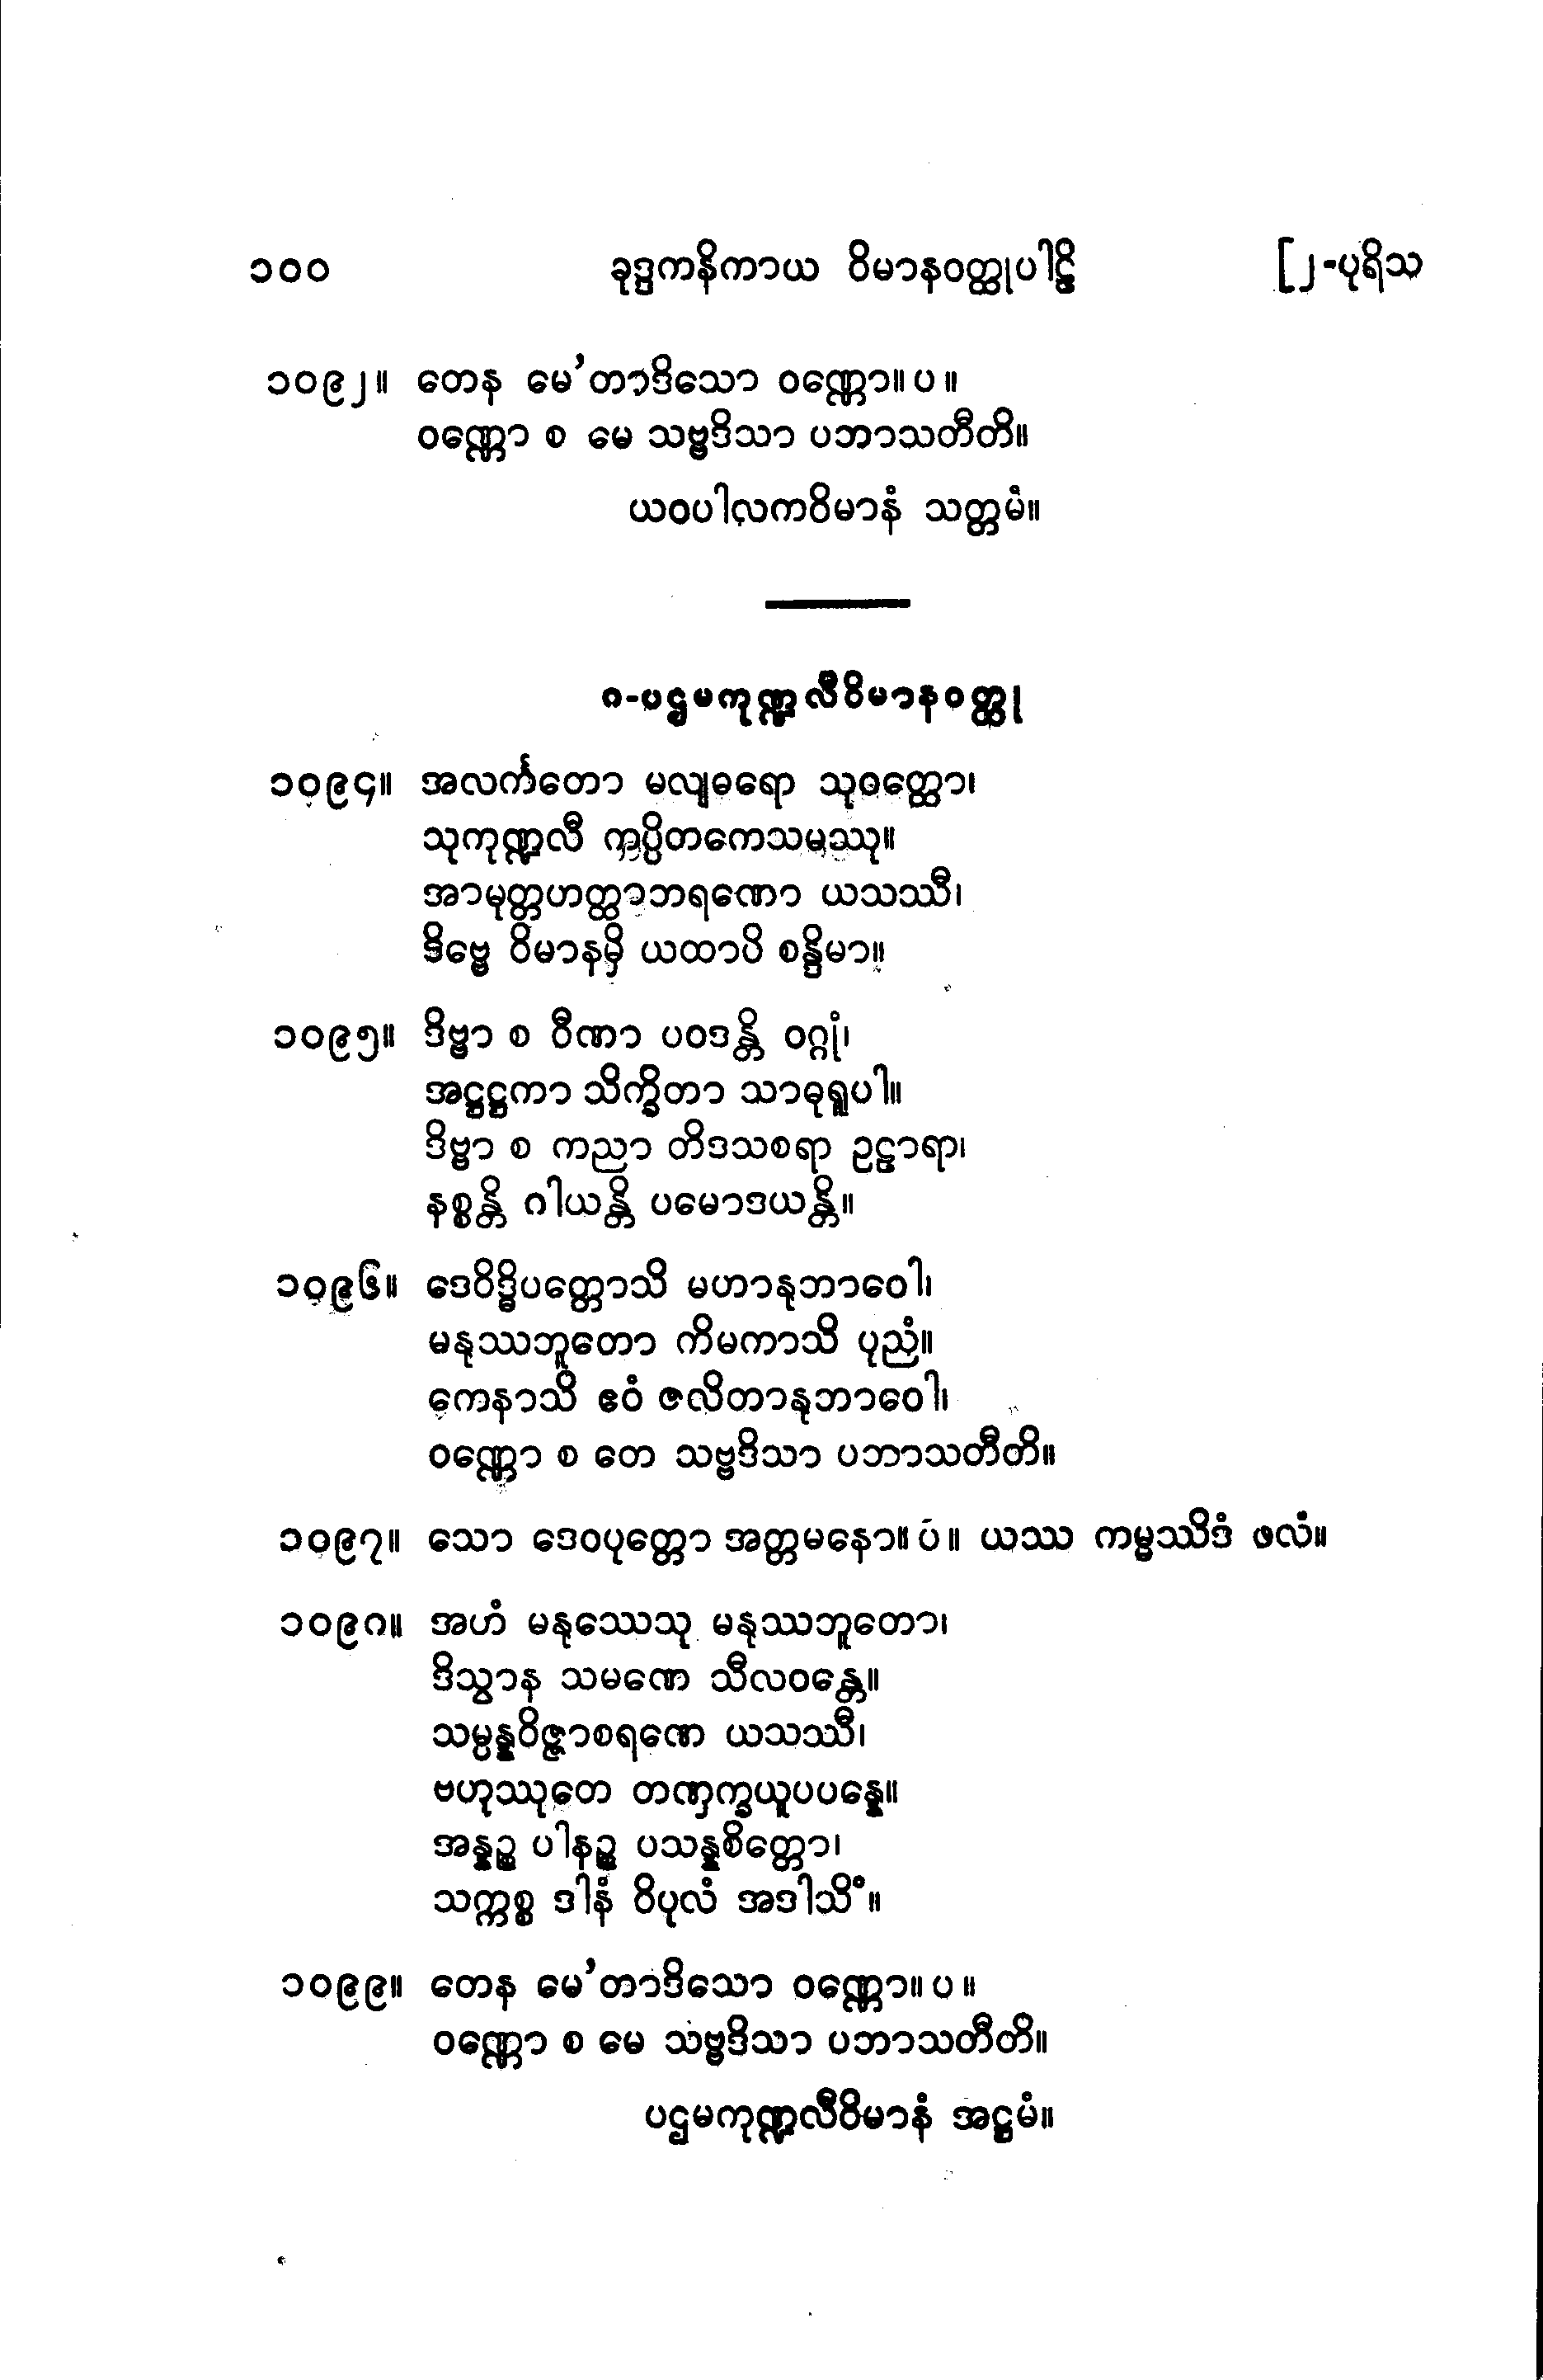 ၁၀၀ ခုဒ္ဒကနိကာယ ဝိမာနဝတ္ထုပါဠိ [၂-ပုရိသ
၁၀၉၂။ တေန မေ’တာဒိသော ဝဏ္ဏော။ပ။
ဝဏ္ဏော စ မေ သဗ္ဗဒိသာ ပဘာသတီတိ။
ယဝပါလကဝိမာနံ သတ္တမံ။
၈-ပဌမကုဏ္ဍလီဝိမာနဝတ္ထု
၁၀၉၄။ အလင်္ကတော မလျဓရော သုဝတ္ထော၊
သုကုဏ္ဍလီ ကပ္ပိတကေသမဿု။
အာမုတ္တဟတ္ထာဘရဏော ယသဿီ၊
ဒိဗ္ဗေ ဝိမာနမှိ ယထာပိ စန္ဒိမာ။
၁၀၉၅။ ဒိဗ္ဗာ စ ဝီဏာ ပဝဒန္တိ ဝဂ္ဂုံ၊
အဋ္ဌဋ္ဌကာ သိက္ခိတာ သာဓုရူပါ။
ဒိဗ္ဗာ စ ကညာ တိဒသစရာ ဥဠာရာ၊
နစ္စန္တိ ဂါယန္တိ ပမောဒယန္တိ။
၁၀၉၆။ ဒေဝိဒ္ဓိပတ္တောသိ မဟာနုဘာဝေါ၊
မနုဿဘူတော ကိမကာသိ ပုညံ။
ကေနာသိ ဧဝံ ဇလိတာနုဘာဝေါ၊
ဝဏ္ဏော စ တေ သဗ္ဗဒိသာ ပဘာသတီတိ။
၁၀၉၇။ သော ဒေဝပုတ္တော အတ္တမနော။ပ။ ယဿ ကမ္မဿိဒံ ဖလံ။
၁၀၉၈။ အဟံ မနုဿေသု မနုဿဘူတော၊
ဒိသွာန သမဏေ သီလဝန္တေ။
သမ္ပန္နဝိဇ္ဇာစရဏေ ယသဿီ၊
ဗဟုဿုတေ တဏှက္ခယူပပန္နေ။
အန္နဉ္စ ပါနဉ္စ ပသန္နစိတ္တော၊
သက္ကစ္စ ဒါနံ ဝိပုလံ အဒါသိံ။
၁၀၉၉။ တေန မေ’တာဒိသော ဝဏ္ဏော။ပ။
ဝဏ္ဏော စ မေ သဗ္ဗဒိသာ ပဘာသတီတိ။
ပဌမကုဏ္ဍလီဝိမာနံ အဋ္ဌမံ။